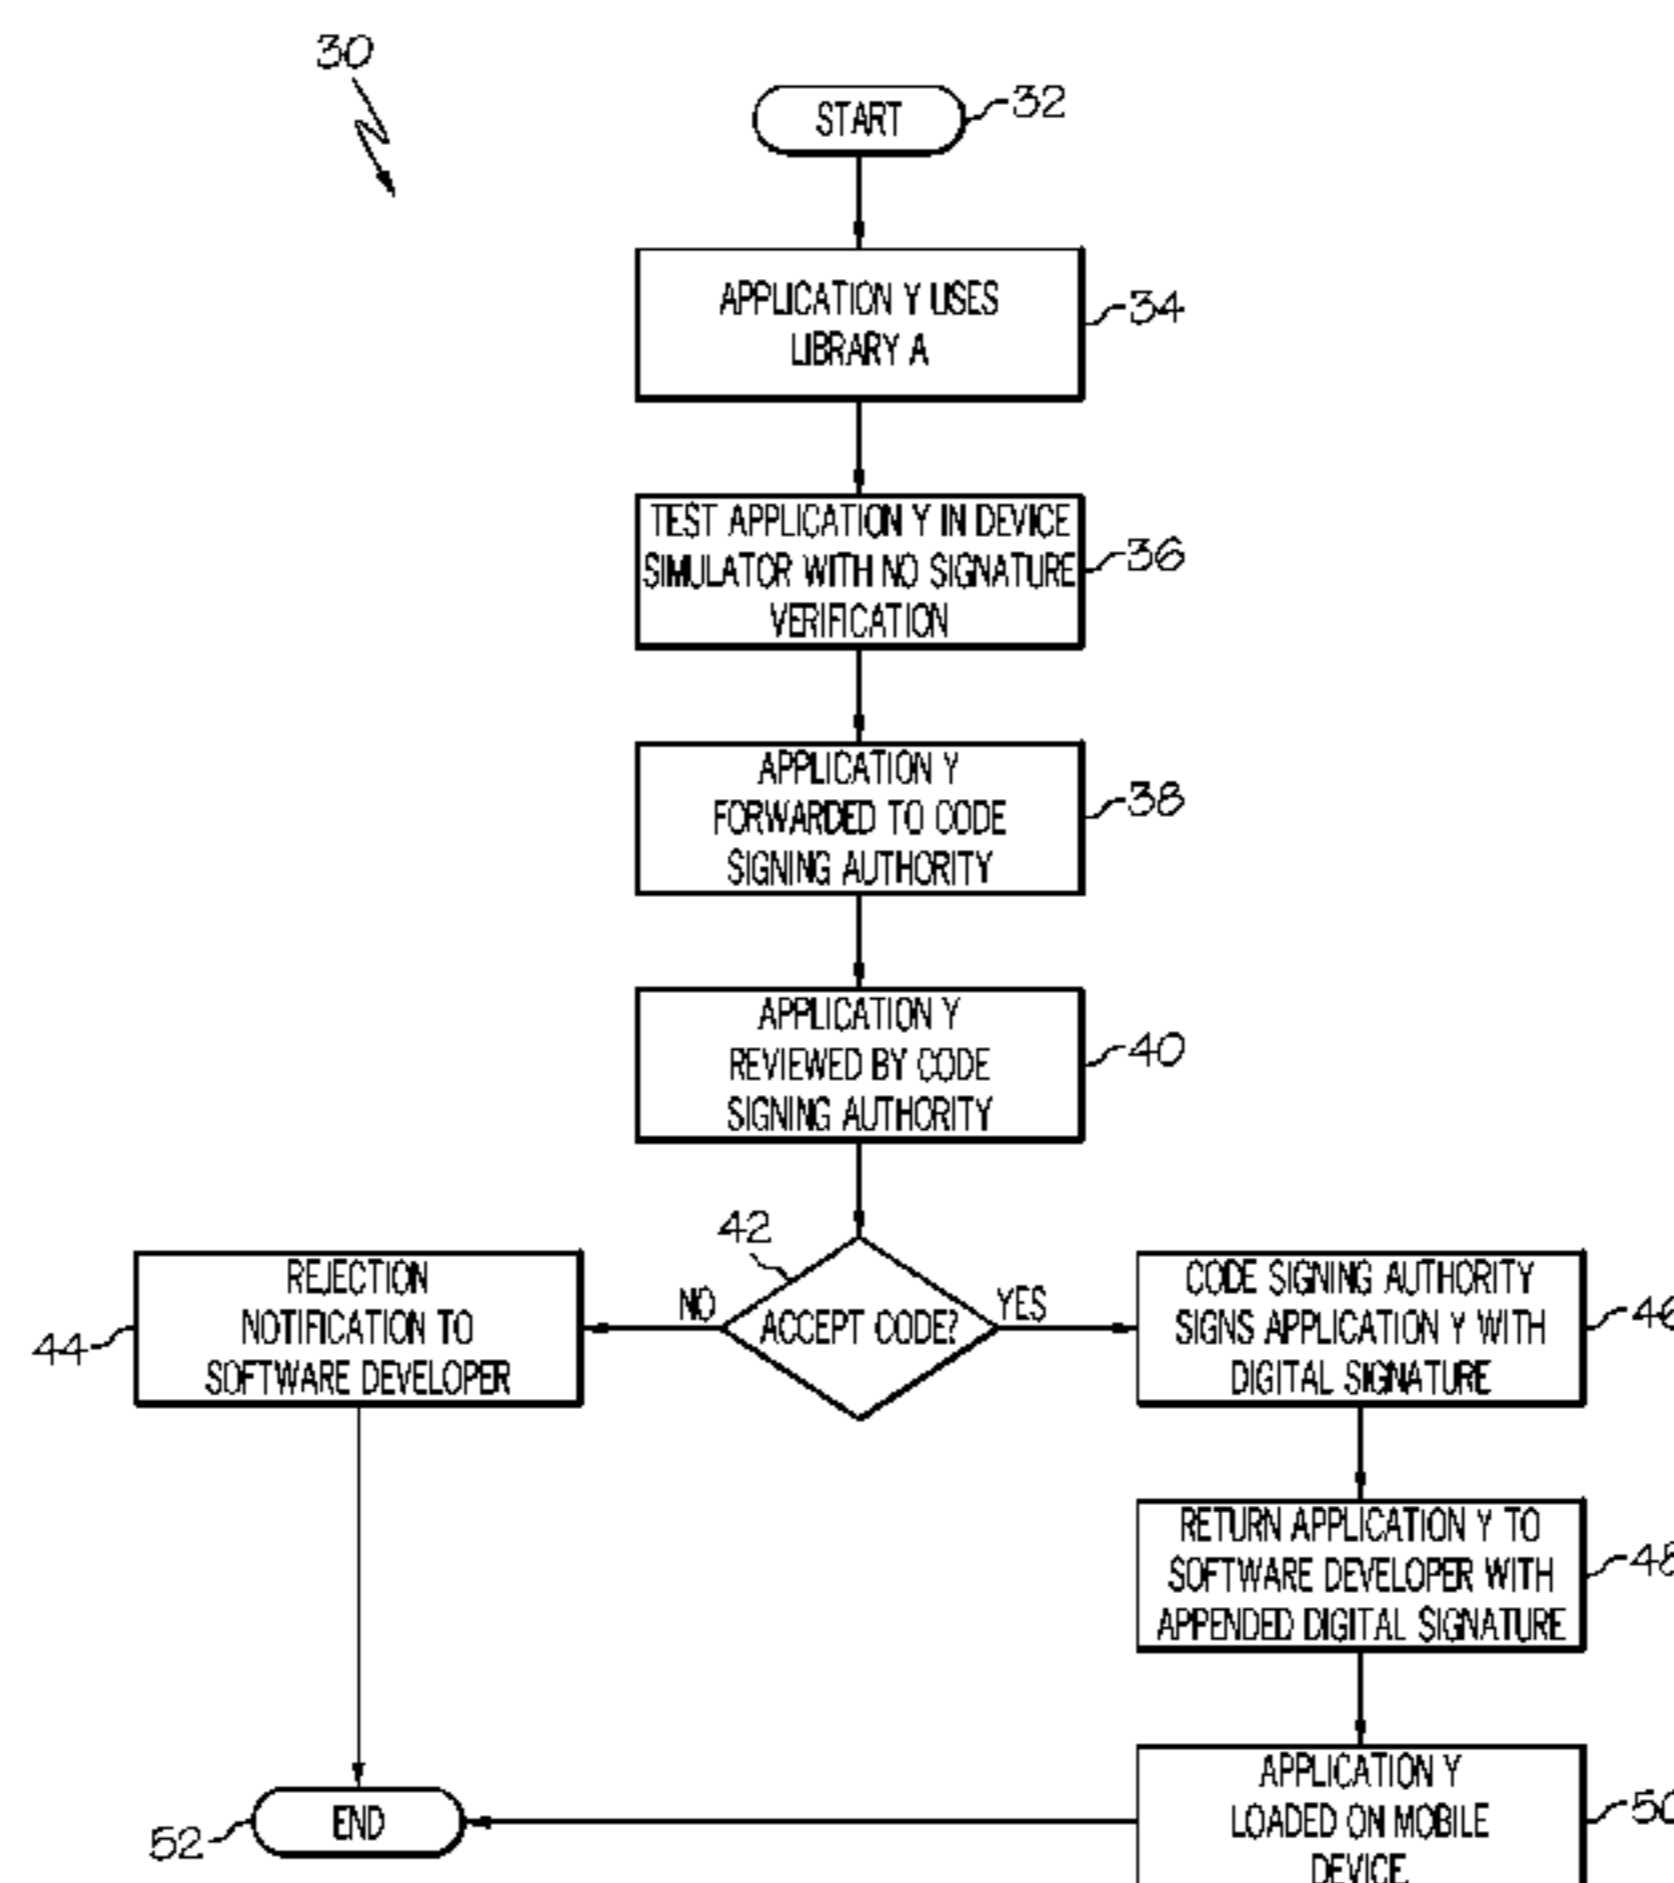 30
START
32
APPLICATION Y USES
LIBRARY A
34
TEST APPLICATION Y IN DEVICE
SIMULATOR WITH NO SIGNATURE
VERIFICATION
36
APPLICATION Y
FORWARDED TO CODE
SIGNING AUTHORITY
38
APPLICATION Y
REVIEWED BY CODE
SIGNING AUTHORITY
40
42
ACCEPT CODE?
NO
YES
REJECTION
NOTIFICATION TO
SOFTWARE DEVELOPER
44
CODE SIGNING AUTHORITY
SIGNS APPLICATION Y WITH
DIGITAL SIGNATURE
46
RETURN APPLICATION Y TO
SOFTWARE DEVELOPER WITH
APPENDED DIGITAL SIGNATURE
48
APPLICATION Y
LOADED ON MOBILE
DEVICE
50
END
52